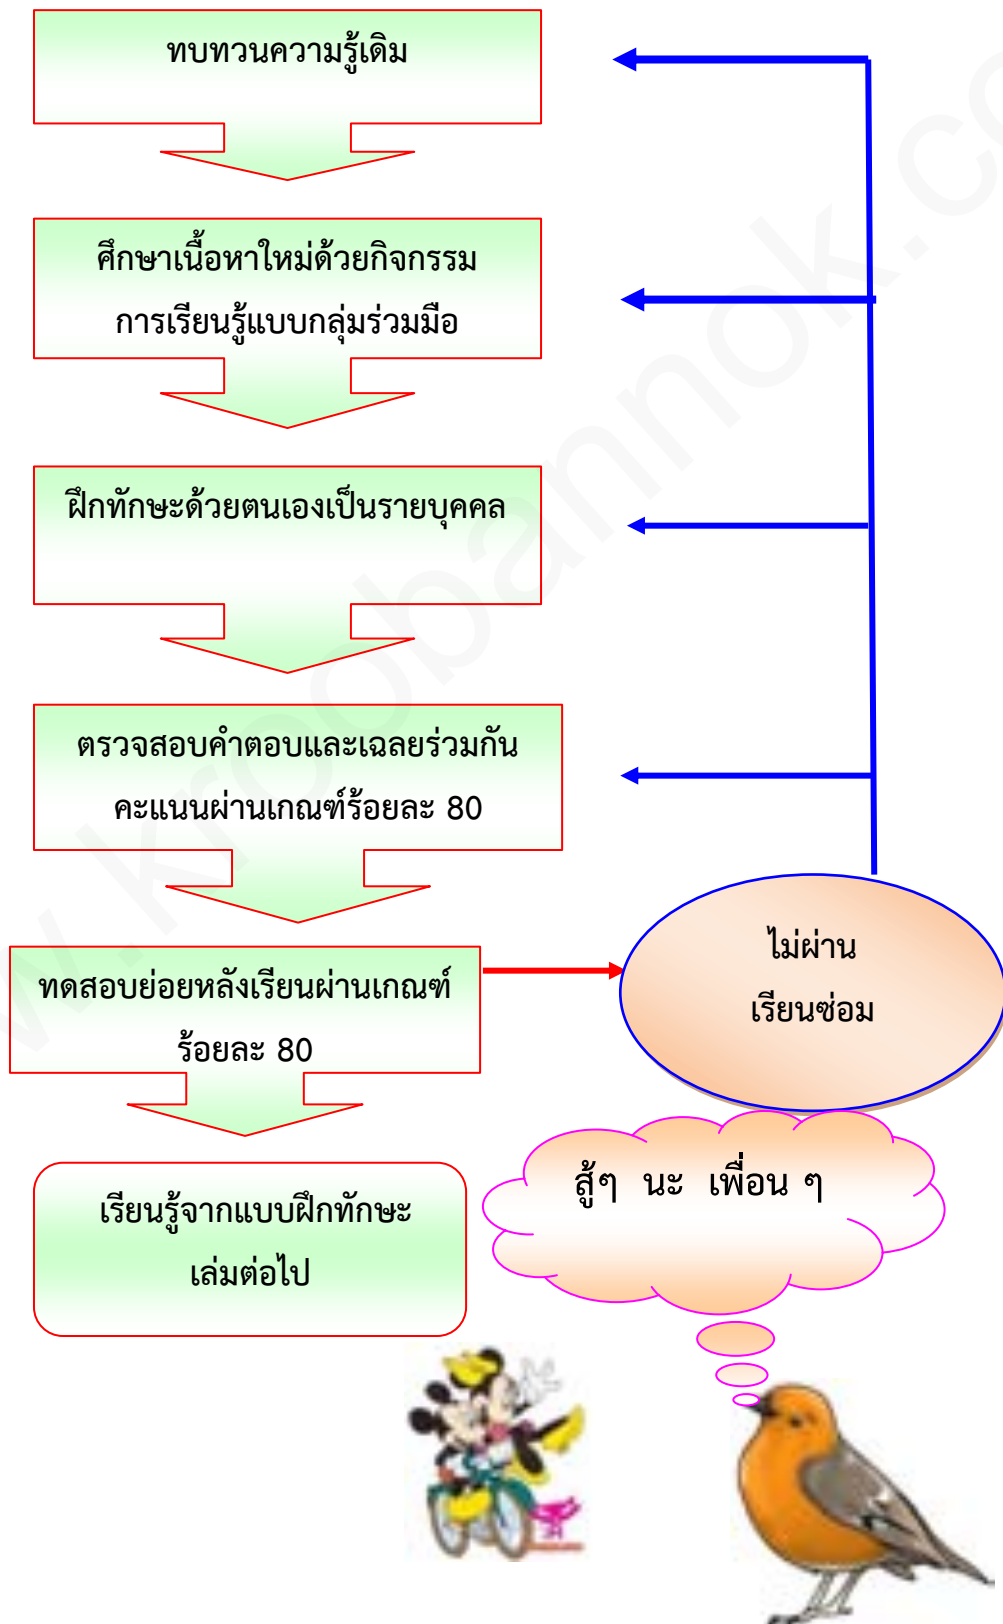 ทบทวนความรู้เดิม
ศึกษาเนื้อหาใหม่ด้วยกิจกรรม
การเรียนรู้แบบกลุ่มร่วมมือ
ฝึกทักษะด้วยตนเองเป็นรายบุคคล
ตรวจสอบคำตอบและเฉลยร่วมกัน
คะแนนผ่านเกณฑ์ร้อยละ 80
ทดสอบย่อยหลังเรียนผ่านเกณฑ์
ร้อยละ 80
ไม่ผ่าน
เรียนซ่อม
เรียนรู้จากแบบฝึกทักษะ
เล่มต่อไป
สู้ๆ นะ เพื่อน ๆ
w.kroobannok.co